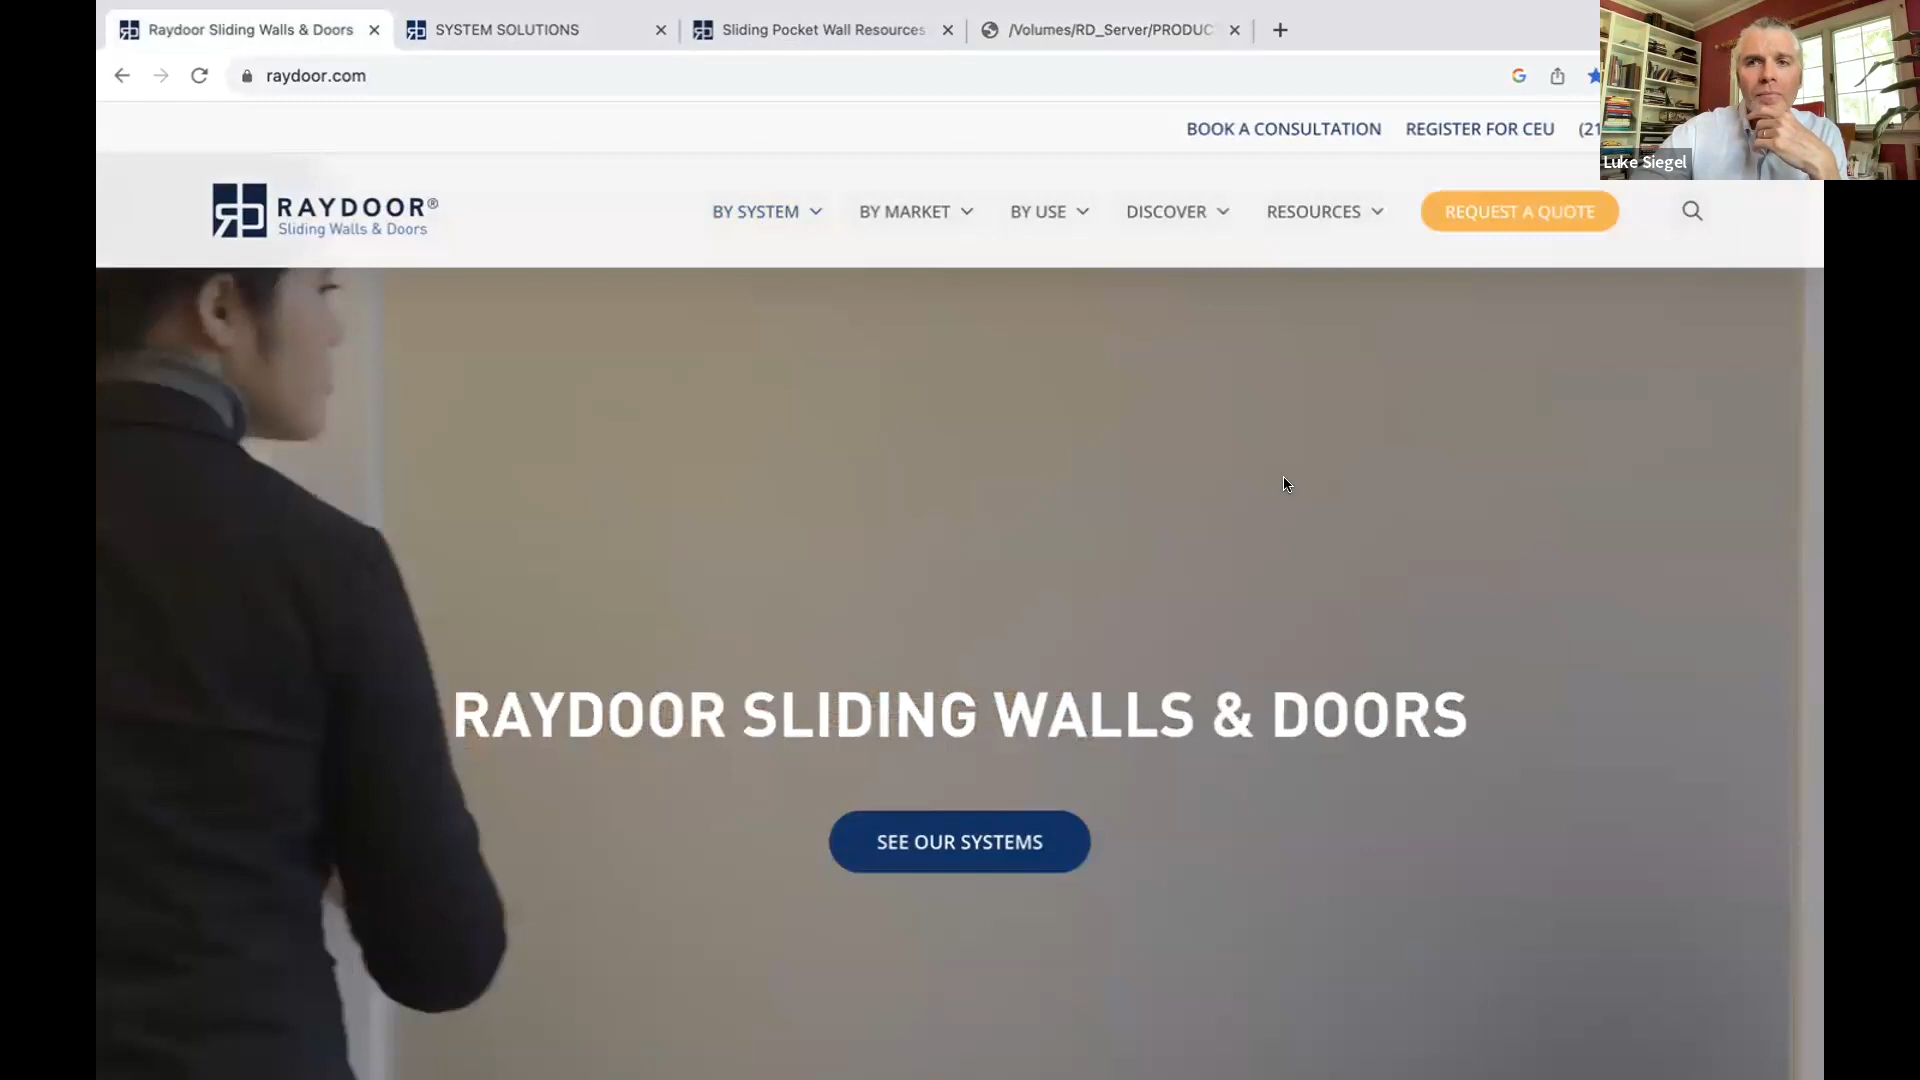 Raydoor Sliding Walls & Doors
SYSTEM SOLUTIONS
Sliding Pocket Wall Resources
/Volumes/RD_Server/PRODUC
raydoor.com
BOOK A CONSULTATION
REGISTER FOR CEU
(21
Luke Siegel
RD RAYDOOR®
Sliding Walls & Doors
BY SYSTEM
BY MARKET
BY USE
DISCOVER
RESOURCES
REQUEST A QUOTE
RAYDOOR SLIDING WALLS & DOORS
SEE OUR SYSTEMS